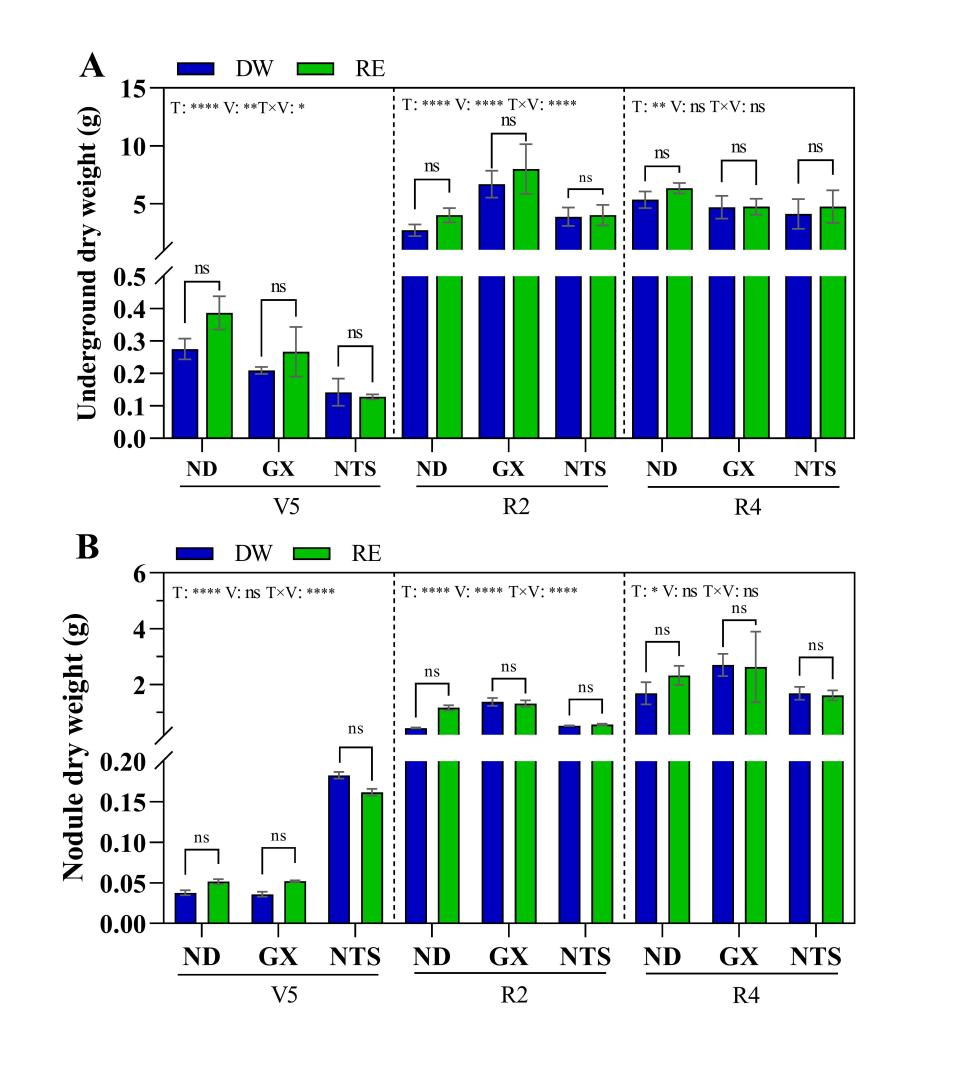 A
DW RE
Underground dry weight (g)
15
10
5
0.5
0.4
0.3
0.2
0.1
0.0
T: **** V: **T×V: *
T: **** V: **** T×V: ****
T: ** V: ns T×V: ns
ns ns ns ns ns ns ns ns ns
ND GX NTS ND GX NTS ND GX NTS
V5 R2 R4
B
DW RE
Nodule dry weight (g)
6
4
2
0.20
0.15
0.10
0.05
0.00
T: **** V: ns T×V: ****
T: **** V: **** T×V: ****
T: * V: ns T×V: ns
ns ns ns ns ns ns ns ns ns
ND GX NTS ND GX NTS ND GX NTS
V5 R2 R4